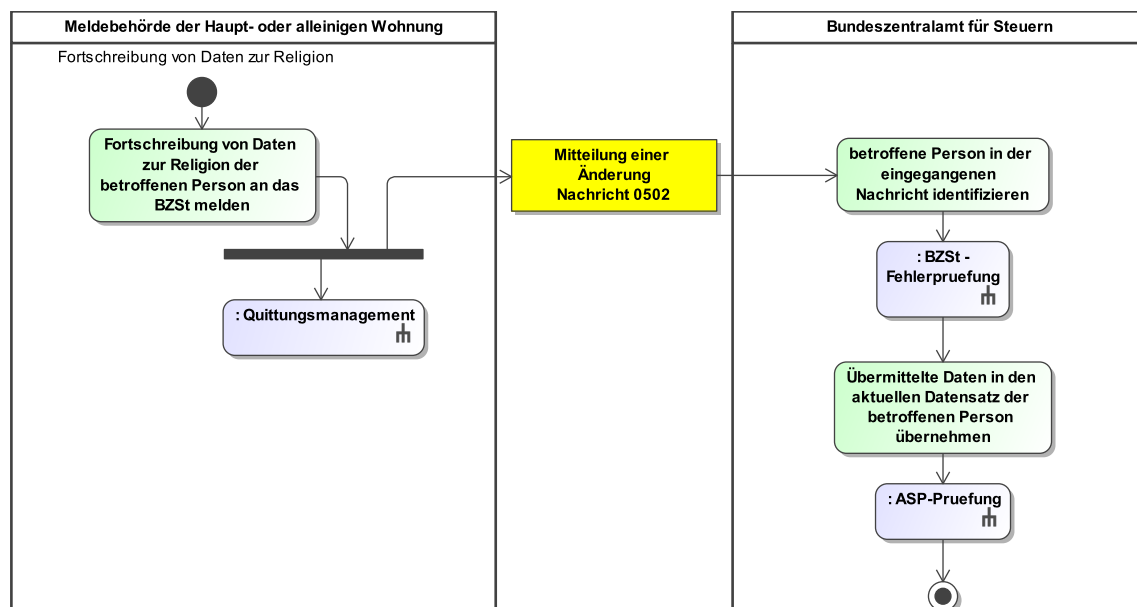 Meldebehörde der Haupt- oder alleinigen Wohnung
Fortschreibung von Daten zur Religion
Fortschreibung von Daten
zur Religion der
betroffenen Person an das
BZSt melden
: Quittungsmanagement
Mitteilung einer
Änderung
Nachricht 0502
Bundeszentralamt für Steuern
betroffene Person in der
eingegangenen
Nachricht identifizieren
: BZSt -
Fehlerpruefung
Übermittelte Daten in den
aktuellen Datensatz der
betroffenen Person
übernehmen
: ASP-Pruefung